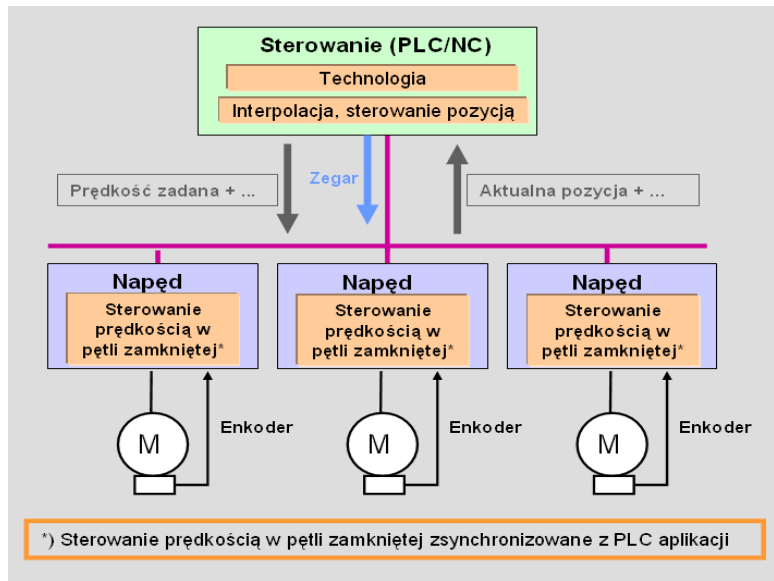 Sterowanie (PLC/NC)
Technologia
Interpolacja, sterowanie pozycją
Prędkość zadana + ...
Zegar
Aktualna pozycja + ...
Napęd
Sterowanie
prędkością w
pętli zamkniętej*
Napęd
Sterowanie
prędkością w
pętli zamkniętej*
Napęd
Sterowanie
prędkością w
pętli zamkniętej*
M
Enkoder
M
Enkoder
M
Enkoder
*) Sterowanie prędkością w pętli zamkniętej zsynchronizowane z PLC aplikacji